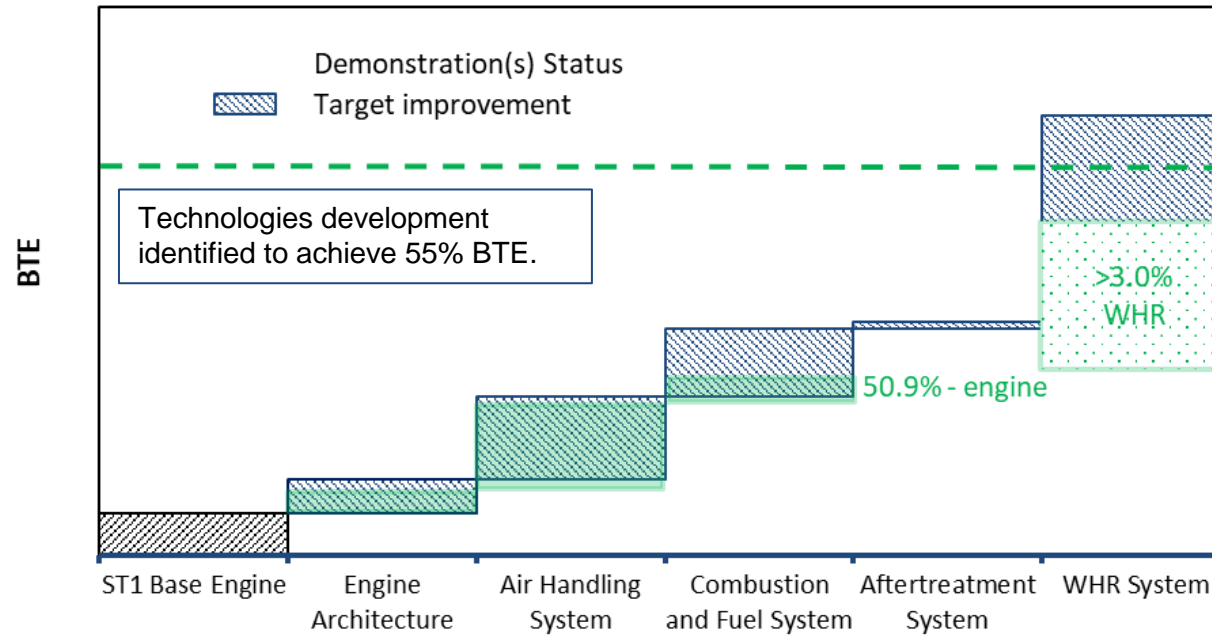 Demonstration(s) Status
Target improvement
Technologies development
identified to achieve 55% BTE.
BTE
>3.0%
WHR
50.9% - engine
ST1 Base Engine
Engine
Architecture
Air Handling
System
Combustion
and Fuel System
Aftertreatment
System
WHR System